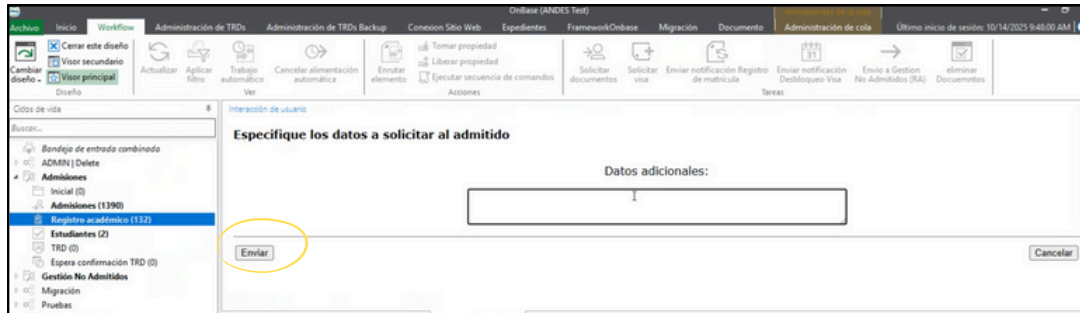 OnBase (ANDES Test)
Archivo Inicio Workflow Administración de TRDs Administración de TRDs Backup Conexion Sitio Web Expedientes FrameworkOnbase Migración Documento Administración de cola Último inicio de sesión: 10/14/2025 9:48:00 AM
Cambiar diseño
Cerrar este diseño
Visor secundario
Visor principal
Diseño
Actualizar
Aplicar filtro
Trabajo automático
Cancelar alimentación automática
Ver
Enrutar elemento
Tomar propiedad
Liberar propiedad
Ejecutar secuencia de comandos
Acciones
Solicitar documentos
Solicitar visa
Enviar notificación Registro de matrícula
Enviar notificación Desbloqueo Visa
Envio a Gestion No Admitidos (RA)
eliminar Docuemntos
Tareas
Ciclos de vida
Buscar...
Bandeja de entrada combinada
ADMIN | Delete
Admisiones
Inicial (0)
Admisiones (1390)
Registro académico (132)
Estudiantes (2)
TRD (0)
Espera confirmación TRD (0)
Gestión No Admitidos
Migración
Pruebas
Interacción de usuario
Especifique los datos a solicitar al admitido
Datos adicionales:
Enviar
Cancelar